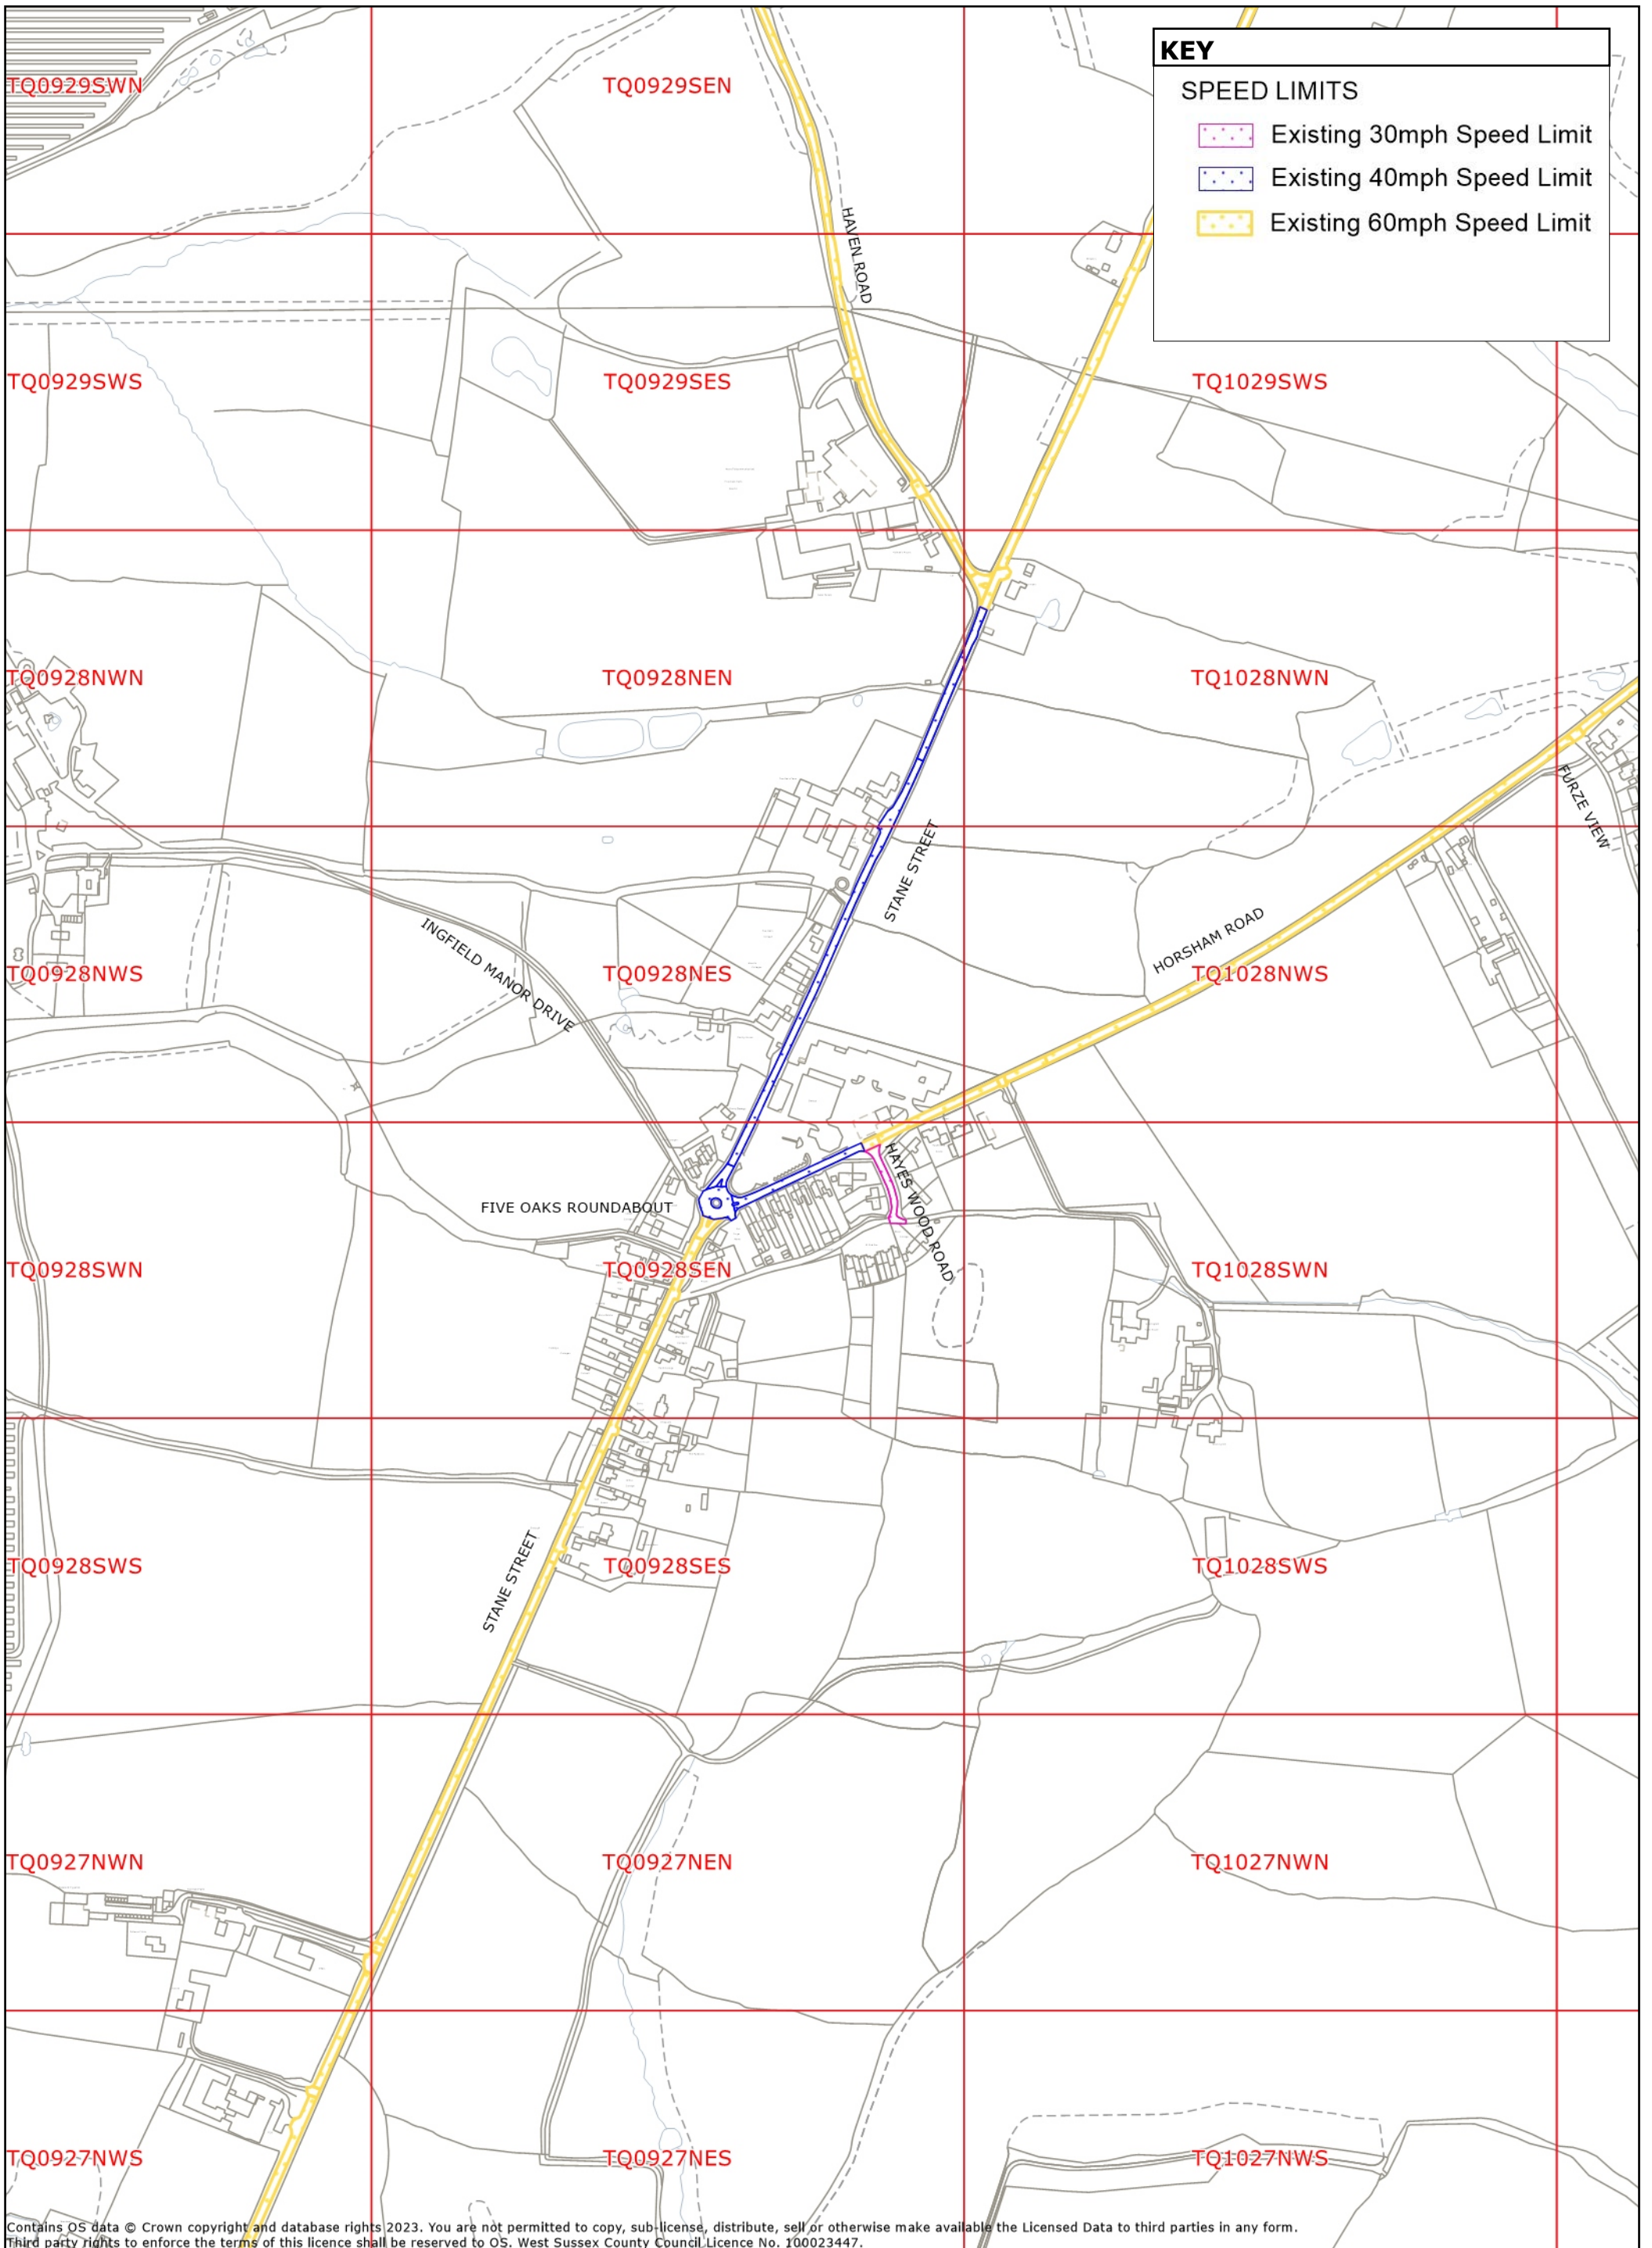 KEY
SPEED LIMITS
Existing 30mph Speed Limit
Existing 40mph Speed Limit
Existing 60mph Speed Limit
TQ0929SWN
TQ0929SEN
HAVEN ROAD
TQ0929SWS
TQ0929SES
TQ1029SWS
TQ0928NWN
TQ0928NEN
TQ1028NWN
FURZE VIEW
STANE STREET
HORSHAM ROAD
INGFIELD MANOR DRIVE
TQ0928NWS
TQ0928NES
TQ1028NWS
HAYES WOOD ROAD
FIVE OAKS ROUNDABOUT
TQ0928SWN
TQ0928SEN
TQ1028SWN
STANE STREET
TQ0928SWS
TQ0928SES
TQ1028SWS
TQ0927NWN
TQ0927NEN
TQ1027NWN
TQ0927NWS
TQ0927NES
TQ1027NWS
Contains OS data © Crown copyright and database rights 2023. You are not permitted to copy, sub-license, distribute, sell or otherwise make available the Licensed Data to third parties in any form.
Third party rights to enforce the terms of this licence shall be reserved to OS. West Sussex County Council Licence No. 100023447.